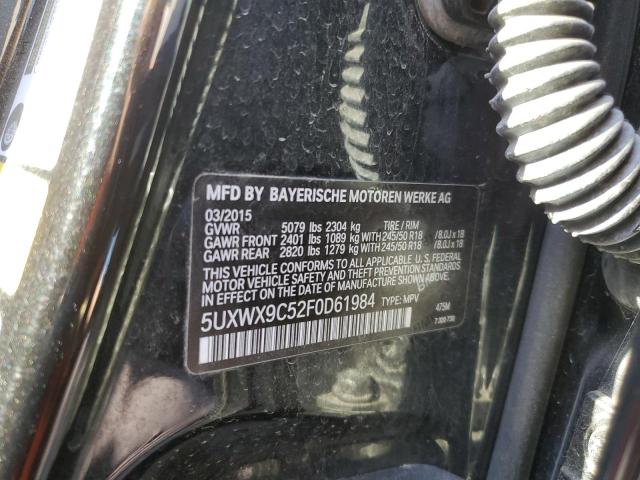 MFD BY BAYERISCHE MOTOREN WERKE AG
03/2015
GVWR 5079 lbs 2304 kg TIRE / RIM
GAWR FRONT 2401 lbs 1089 kg WITH 245/50 R18 /8.0J x 18
GAWR REAR 2820 lbs 1279 kg WITH 245/50 R18 /8.0J x 18
THIS VEHICLE CONFORMS TO ALL APPLICABLE U.S. FEDERAL
MOTOR VEHICLE SAFETY AND THEFT PREVENTION STANDARDS
IN EFFECT ON THE DATE OF MANUFACTURE SHOWN ABOVE.
5UXWX9C52F0D61984 TYPE: MPV 475M